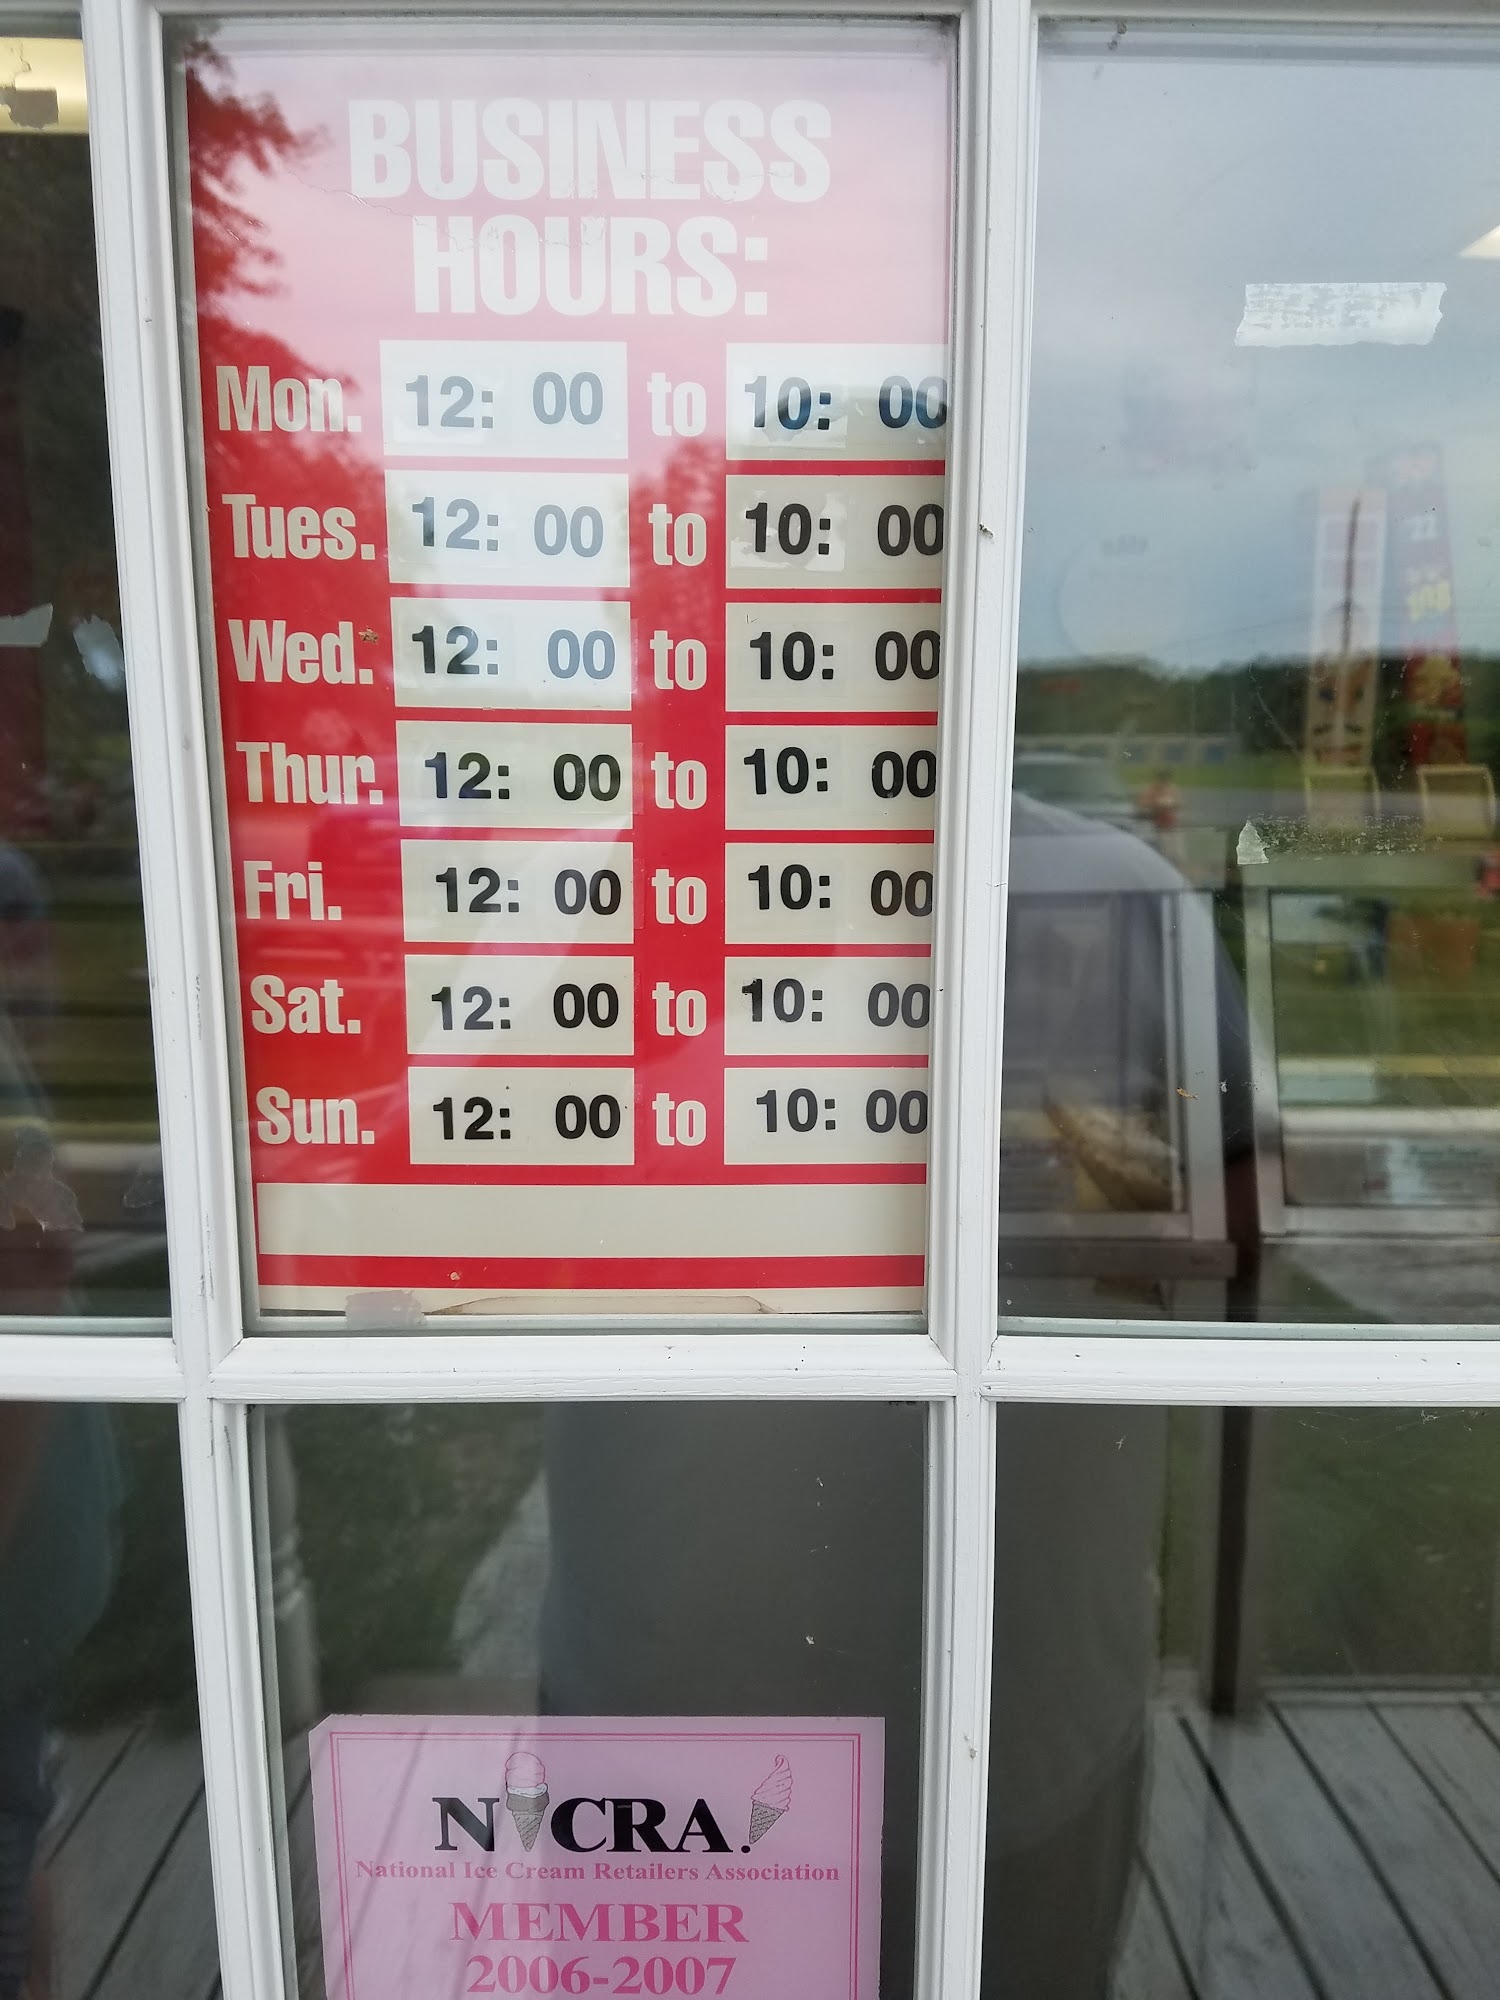 BUSINESS
HOURS:
Mon. 12: 00 to 10: 00
Tues. 12: 00 to 10: 00
Wed. 12: 00 to 10: 00
Thur. 12: 00 to 10: 00
Fri. 12: 00 to 10: 00
Sat. 12: 00 to 10: 00
Sun. 12: 00 to 10: 00
NICRA.
National Ice Cream Retailers Association
MEMBER
2006-2007